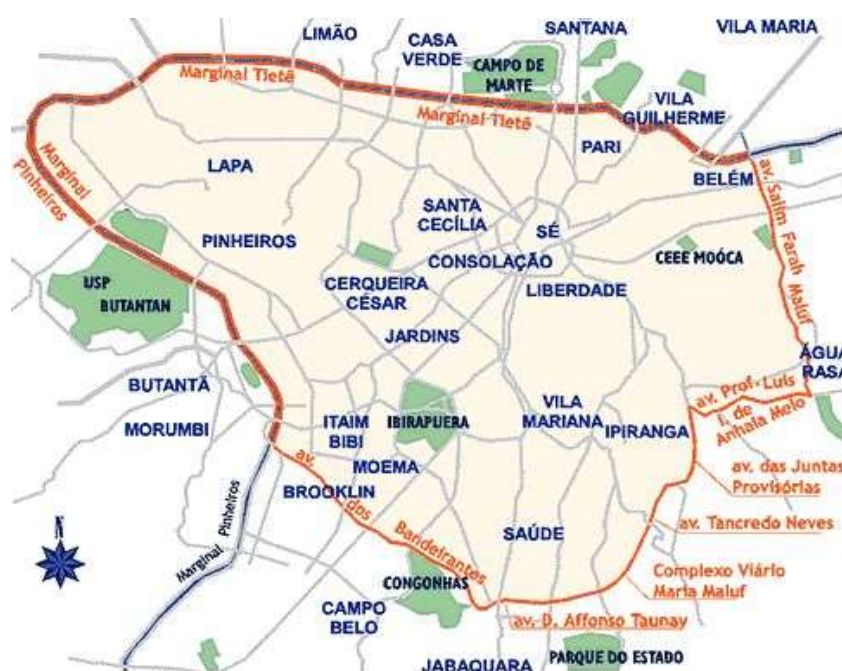 LIMÃO
CASA
VERDE
SANTANA
VILA MARIA
Marginal Tietê
CAMPO DE
MARTE
Marginal Tietê
VILA
GUILHERME
PARI
BELÉM
Marginal
Pinheiros
LAPA
av. Salim Farah Maluf
SANTA
CECÍLIA
SÉ
PINHEIROS
CONSOLAÇÃO
CEEE MOÓCA
USP
BUTANTAN
CERQUEIRA
CÉSAR
LIBERDADE
JARDINS
ÁGUA
RASA
BUTANTÃ
av. Prof. Luís
I. de
Anhaia Melo
MORUMBI
ITAIM
BIBI
IBIRAPUERA
VILA
MARIANA
IPIRANGA
MOEMA
av. dos Bandeirantes
BROOKLIN
av. das Juntas
Provisórias
Marginal Pinheiros
SAÚDE
av. Tancredo Neves
N
CONGONHAS
Complexo Viário
Maria Maluf
CAMPO
BELO
av. D. Affonso Taunay
JABAQUARA
PARQUE DO ESTADO